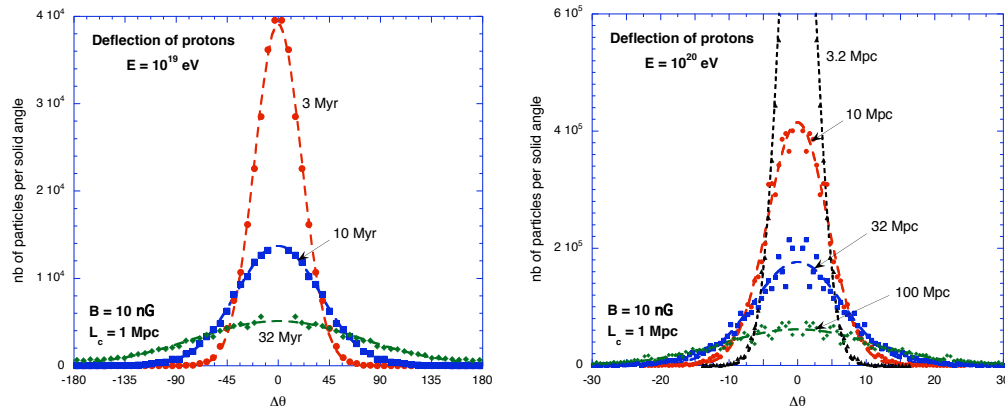 Deflection of protons
E = 10¹⁹ eV
3 Myr
10 Myr
32 Myr
B = 10 nG
L_c = 1 Mpc
nb of particles per solid angle
4 10⁴
3 10⁴
2 10⁴
1 10⁴
0
-180 -90 -45 0 45 90 135 180
Δθ
Deflection of protons
E = 10²⁰ eV
3.2 Mpc
10 Mpc
32 Mpc
100 Mpc
B = 10 nG
L_c = 1 Mpc
nb of particles per solid angle
6 10⁵
4 10⁵
2 10⁵
0
-30 -20 -10 0 10 20 30
Δθ